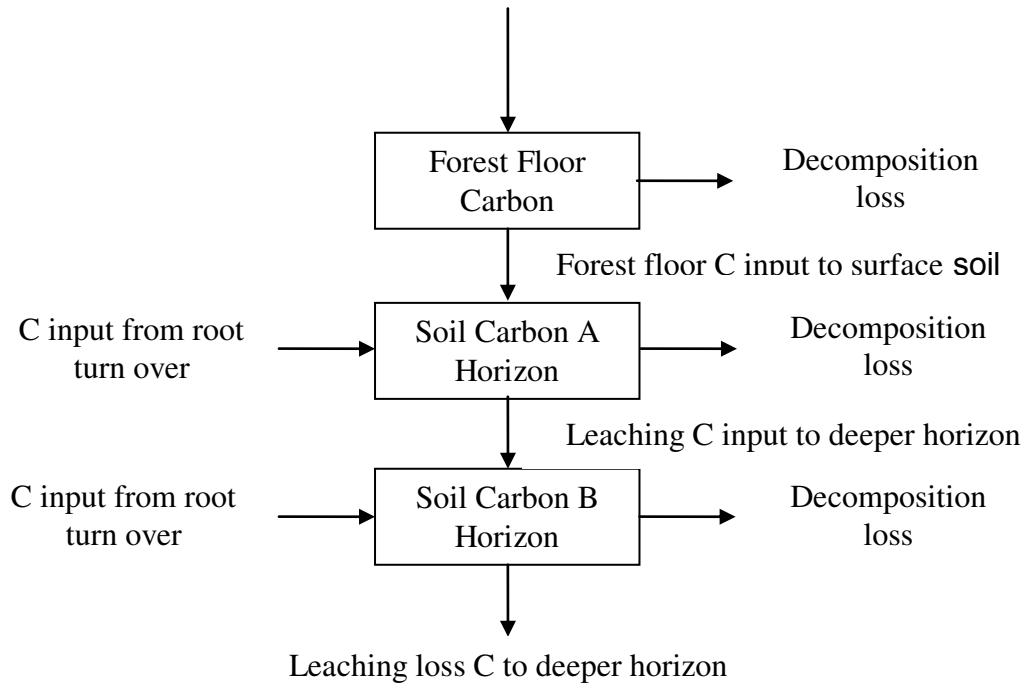 Forest Floor
Carbon
Decomposition
loss
Forest floor C input to surface soil
C input from root
turn over
Soil Carbon A
Horizon
Decomposition
loss
Leaching C input to deeper horizon
C input from root
turn over
Soil Carbon B
Horizon
Decomposition
loss
Leaching loss C to deeper horizon